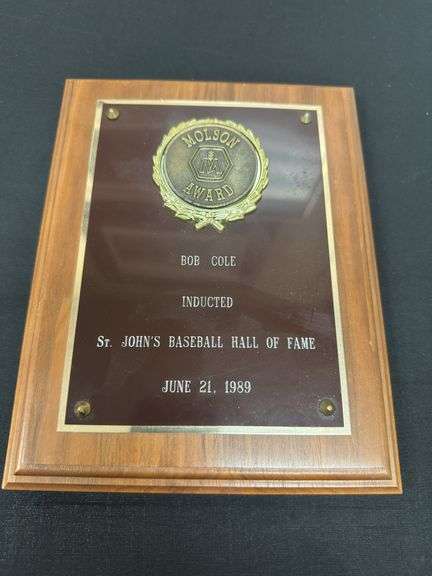 MOLSON
AWARD
BOB COLE
INDUCTED
ST. JOHN'S BASEBALL HALL OF FAME
JUNE 21, 1989